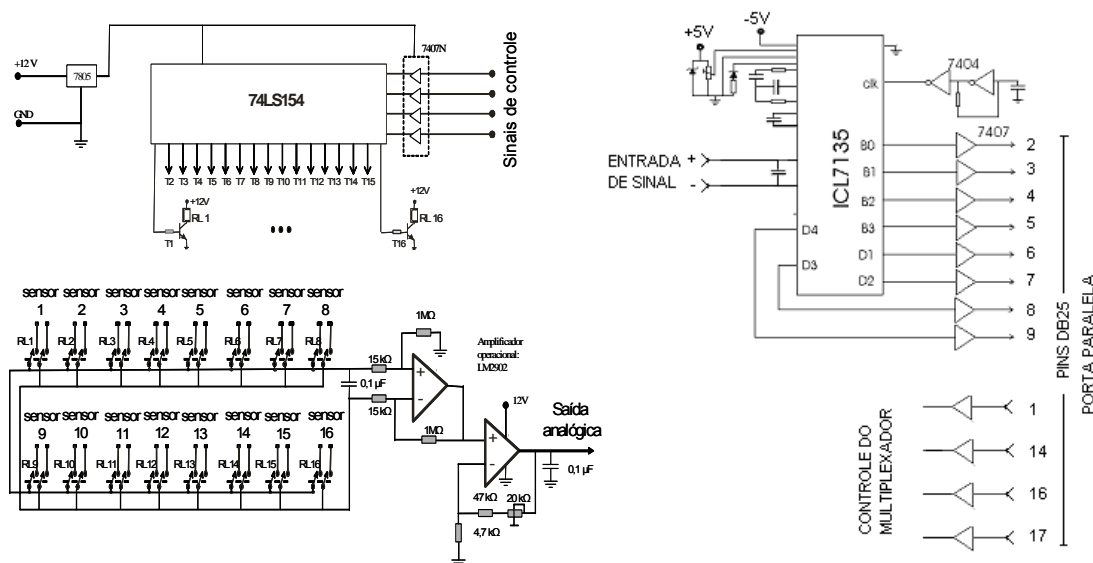 +12 V
7805
GND
7407N
74LS154
Sinais de controle
T2 T3 T4 T5 T6 T7 T8 T9 T10 T11 T12 T13 T14 T15
+12V
RL 1
T1
+12V
RL 16
T16
sensor sensor sensor sensor sensor sensor sensor sensor
1 2 3 4 5 6 7 8
RL1 RL2 RL3 RL4 RL5 RL6 RL7 RL8
sensor sensor sensor sensor sensor sensor sensor sensor
9 10 11 12 13 14 15 16
RL9 RL10 RL11 RL12 RL13 RL14 RL15 RL16
1MΩ
Amplificador
operacional:
LM2902
15kΩ
0,1 µF
15kΩ
1MΩ
12V
Saída
analógica
0,1 µF
47kΩ
20kΩ
4,7kΩ
+5V
-5V
7404
clk
ICL7135
ENTRADA +
DE SINAL -
7407
B0 2
B1 3
B2 4
B3 5
D1 6
D2 7
D3 8
D4 9
PINS DB25
PORTA PARALELA
CONTROLE DO
MULTIPLEXADOR
1
14
16
17